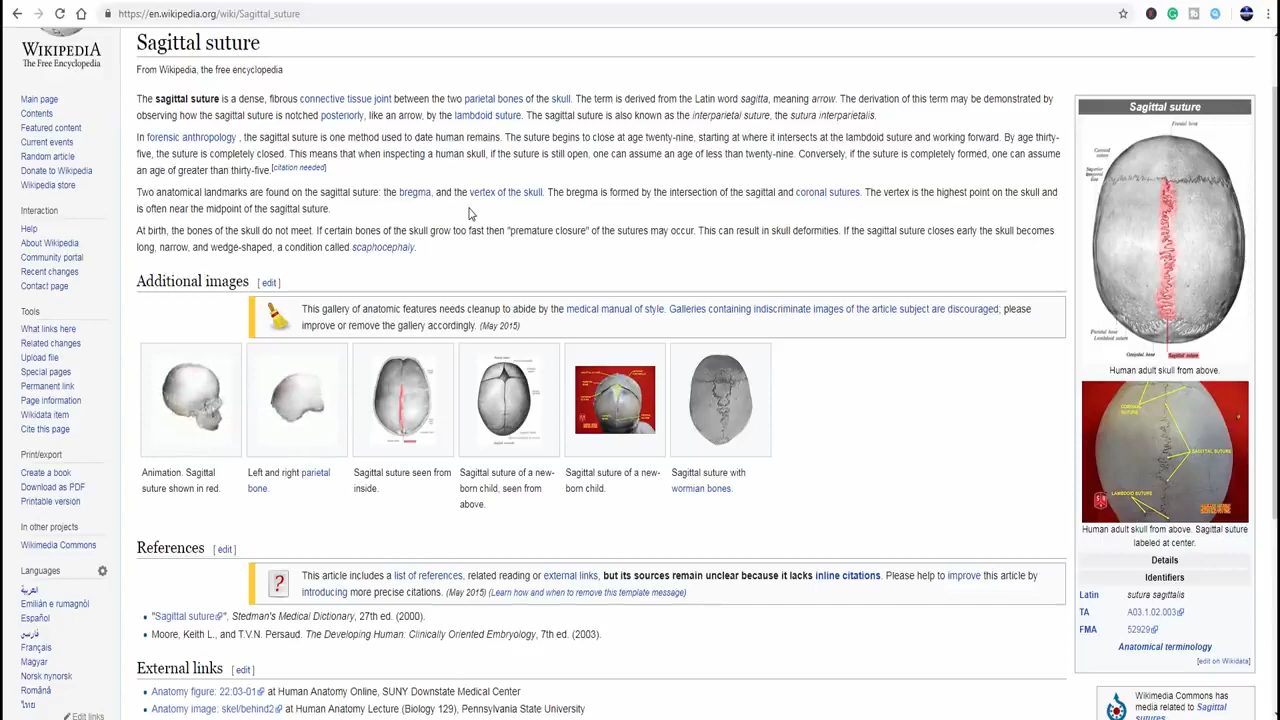 https://en.wikipedia.org/wiki/Sagittal_suture
WIKIPEDIA
The Free Encyclopedia
Main page
Contents
Featured content
Current events
Random article
Donate to Wikipedia
Wikipedia store
Interaction
Help
About Wikipedia
Community portal
Recent changes
Contact page
Tools
What links here
Related changes
Upload file
Special pages
Permanent link
Page information
Wikidata item
Cite this page
Print/export
Create a book
Download as PDF
Printable version
In other projects
Wikimedia Commons
Languages
العربية
Emilián e rumagnòl
Español
فارسی
Français
Magyar
Norsk nynorsk
Română
ไทย
Edit links
Sagittal suture
From Wikipedia, the free encyclopedia
The sagittal suture is a dense, fibrous connective tissue joint between the two parietal bones of the skull. The term is derived from the Latin word sagitta, meaning arrow. The derivation of this term may be demonstrated by
observing how the sagittal suture is notched posteriorly, like an arrow, by the lambdoid suture. The sagittal suture is also known as the interparietal suture, the sutura interparietalis.
In forensic anthropology , the sagittal suture is one method used to date human remains. The suture begins to close at age twenty-nine, starting at where it intersects at the lambdoid suture and working forward. By age thirty-
five, the suture is completely closed. This means that when inspecting a human skull, if the suture is still open, one can assume an age of less than twenty-nine. Conversely, if the suture is completely formed, one can assume
an age of greater than thirty-five.[citation needed]
Two anatomical landmarks are found on the sagittal suture: the bregma, and the vertex of the skull. The bregma is formed by the intersection of the sagittal and coronal sutures. The vertex is the highest point on the skull and
is often near the midpoint of the sagittal suture.
At birth, the bones of the skull do not meet. If certain bones of the skull grow too fast then "premature closure" of the sutures may occur. This can result in skull deformities. If the sagittal suture closes early the skull becomes
long, narrow, and wedge-shaped, a condition called scaphocephaly.
Additional images [ edit ]
This gallery of anatomic features needs cleanup to abide by the medical manual of style. Galleries containing indiscriminate images of the article subject are discouraged; please
improve or remove the gallery accordingly. (May 2015)
Animation. Sagittal
suture shown in red.
Left and right parietal
bone.
Sagittal suture seen from
inside.
Sagittal suture of a new-
born child, seen from
above.
Sagittal suture of a new-
born child.
Sagittal suture with
wormian bones.
References [ edit ]
?
This article includes a list of references, related reading or external links, but its sources remain unclear because it lacks inline citations. Please help to improve this article by
introducing more precise citations. (May 2015) (Learn how and when to remove this template message)
"Sagittal suture", Stedman's Medical Dictionary, 27th ed. (2000).
Moore, Keith L., and T.V.N. Persaud. The Developing Human: Clinically Oriented Embryology, 7th ed. (2003).
External links [ edit ]
Anatomy figure: 22:03-01 at Human Anatomy Online, SUNY Downstate Medical Center
Anatomy image: skel/behind2 at Human Anatomy Lecture (Biology 129), Pennsylvania State University
Sagittal suture
Frontal bone
Coronal
suture
Superior
temporal
line
Parietal bone
Lambdoid suture
Occipital bone
Sagittal suture
Human adult skull from above.
CORONAL
SUTURE
SAGITTAL SUTURE
LAMBDOID SUTURE
Human adult skull from above. Sagittal suture
labeled at center.
Details
Identifiers
Latin sutura sagittalis
TA A03.1.02.003
FMA 52929
Anatomical terminology
[edit on Wikidata]
Wikimedia Commons has
media related to Sagittal
sutures.